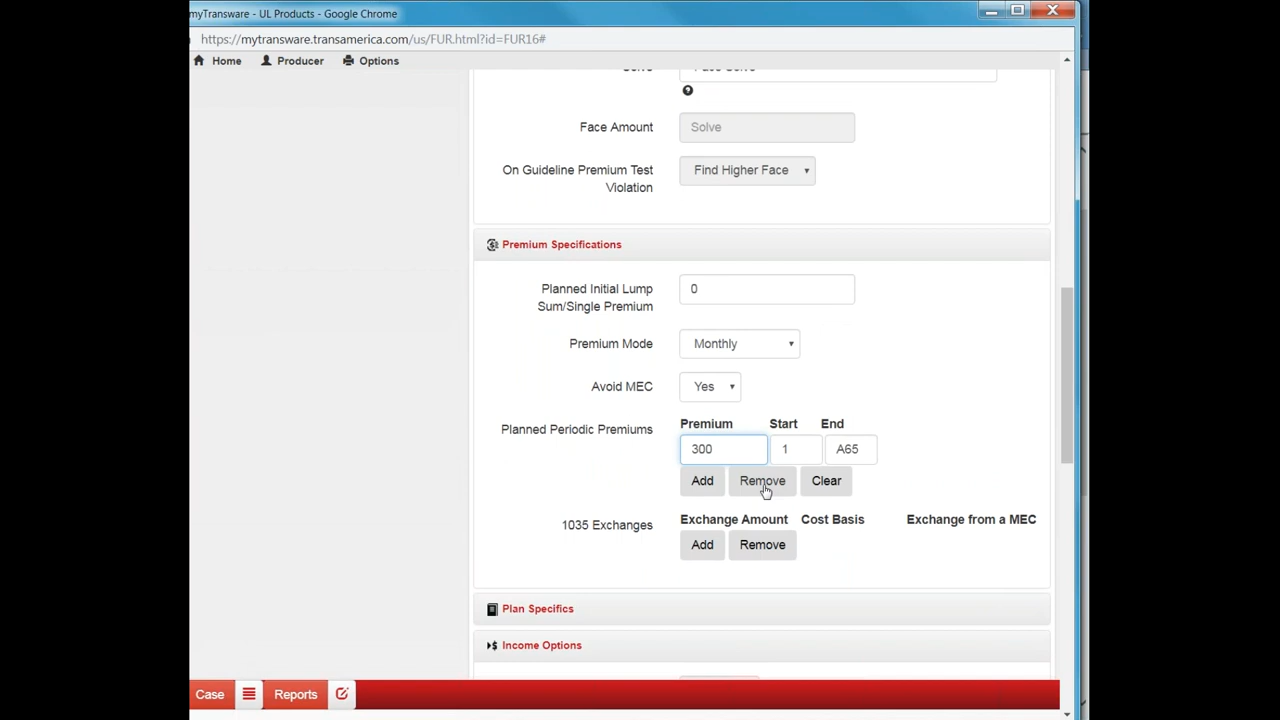 myTransware - UL Products - Google Chrome
https://mytransware.transamerica.com/us/FUR.html?id=FUR16#
Home Producer Options
Face Amount Solve
On Guideline Premium Test Violation Find Higher Face
Premium Specifications
Planned Initial Lump Sum/Single Premium 0
Premium Mode Monthly
Avoid MEC Yes
Planned Periodic Premiums
Premium Start End
300 1 A65
Add Remove Clear
1035 Exchanges
Exchange Amount Cost Basis Exchange from a MEC
Add Remove
Plan Specifics
Income Options
Case Reports